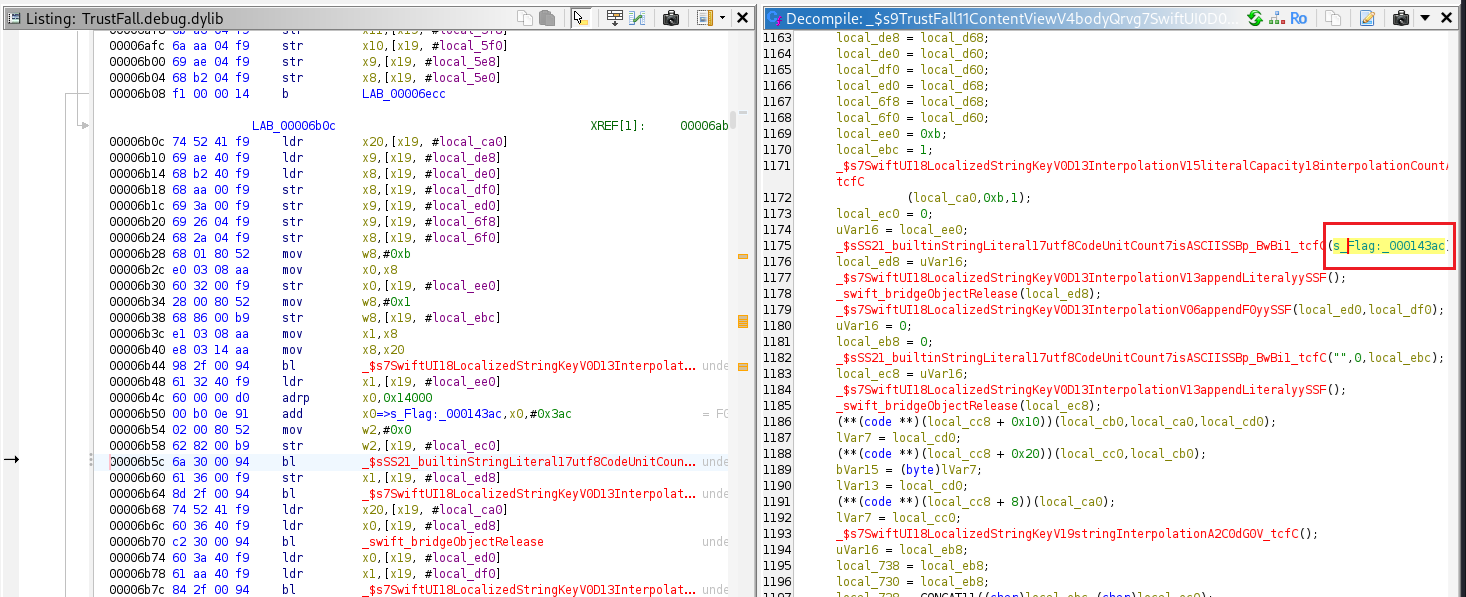 Listing: TrustFall.debug.dylib
00006afc 6a aa 04 f9 str x10,[x19, #local_5f0]
00006b00 69 ae 04 f9 str x9,[x19, #local_5e8]
00006b04 68 b2 04 f9 str x8,[x19, #local_5e0]
00006b08 f1 00 00 14 b LAB_00006ecc
LAB_00006b0c XREF[1]: 00006ab
00006b0c 74 52 41 f9 ldr x20,[x19, #local_ca0]
00006b10 69 ae 40 f9 ldr x9,[x19, #local_de8]
00006b14 68 b2 40 f9 ldr x8,[x19, #local_de0]
00006b18 68 aa 00 f9 str x8,[x19, #local_df0]
00006b1c 69 3a 00 f9 str x9,[x19, #local_ed0]
00006b20 69 26 04 f9 str x9,[x19, #local_6f8]
00006b24 68 2a 04 f9 str x8,[x19, #local_6f0]
00006b28 68 01 80 52 mov w8,#0xb
00006b2c e0 03 08 aa mov x0,x8
00006b30 60 32 00 f9 str x0,[x19, #local_ee0]
00006b34 28 00 80 52 mov w8,#0x1
00006b38 68 86 00 b9 str w8,[x19, #local_ebc]
00006b3c e1 03 08 aa mov x1,x8
00006b40 e8 03 14 aa mov x8,x20
00006b44 98 2f 00 94 bl _$s7SwiftUI18LocalizedStringKeyV0D13Interpolat... unde
00006b48 61 32 40 f9 ldr x1,[x19, #local_ee0]
00006b4c 60 00 00 d0 adrp x0,0x14000
00006b50 00 b0 0e 91 add x0=>s_Flag:_000143ac,x0,#0x3ac = FG
00006b54 02 00 80 52 mov w2,#0x0
00006b58 62 82 00 b9 str w2,[x19, #local_ec0]
00006b5c 6a 30 00 94 bl _$sSS21_builtinStringLiteral17utf8CodeUnitCoun... unde
00006b60 61 36 00 f9 str x1,[x19, #local_ed8]
00006b64 8d 2f 00 94 bl _$s7SwiftUI18LocalizedStringKeyV0D13Interpolat... unde
00006b68 74 52 41 f9 ldr x20,[x19, #local_ca0]
00006b6c 60 36 40 f9 ldr x0,[x19, #local_ed8]
00006b70 c2 30 00 94 bl _swift_bridgeObjectRelease unde
00006b74 60 3a 40 f9 ldr x0,[x19, #local_ed0]
00006b78 61 aa 40 f9 ldr x1,[x19, #local_df0]
00006b7c 84 2f 00 94 bl _$s7SwiftUI18LocalizedStringKeyV0D13Interpolat... unde
Decompile: _$s9TrustFall11ContentViewV4bodyQrvg7SwiftUI0D0... Ro
1163 local_de8 = local_d68;
1164 local_de0 = local_d60;
1165 local_df0 = local_d60;
1166 local_ed0 = local_d68;
1167 local_6f8 = local_d68;
1168 local_6f0 = local_d60;
1169 local_ee0 = 0xb;
1170 local_ebc = 1;
1171 _$s7SwiftUI18LocalizedStringKeyV0D13InterpolationV15literalCapacity18interpolationCountA
tcfC
1172 (local_ca0,0xb,1);
1173 local_ec0 = 0;
1174 uVar16 = local_ee0;
1175 _$sSS21_builtinStringLiteral17utf8CodeUnitCount7isASCIISSBp_BwBi1_tcfC(s_Flag:_000143ac
1176 local_ed8 = uVar16;
1177 _$s7SwiftUI18LocalizedStringKeyV0D13InterpolationV13appendLiteralyySSF();
1178 _swift_bridgeObjectRelease(local_ed8);
1179 _$s7SwiftUI18LocalizedStringKeyV0D13InterpolationV06appendF0yySSF(local_ed0,local_df0);
1180 uVar16 = 0;
1181 local_eb8 = 0;
1182 _$sSS21_builtinStringLiteral17utf8CodeUnitCount7isASCIISSBp_BwBi1_tcfC("",0,local_ebc);
1183 local_ec8 = uVar16;
1184 _$s7SwiftUI18LocalizedStringKeyV0D13InterpolationV13appendLiteralyySSF();
1185 _swift_bridgeObjectRelease(local_ec8);
1186 (**(code **)(local_cc8 + 0x10))(local_cb0,local_ca0,local_cd0);
1187 lVar7 = local_cd0;
1188 (**(code **)(local_cc8 + 0x20))(local_cc0,local_cb0);
1189 bVar15 = (byte)lVar7;
1190 lVar13 = local_cd0;
1191 (**(code **)(local_cc8 + 8))(local_ca0);
1192 lVar7 = local_cc0;
1193 _$s7SwiftUI18LocalizedStringKeyV19stringInterpolationA2C0dG0V_tcfC();
1194 uVar16 = local_eb8;
1195 local_738 = local_eb8;
1196 local_730 = local_eb8;